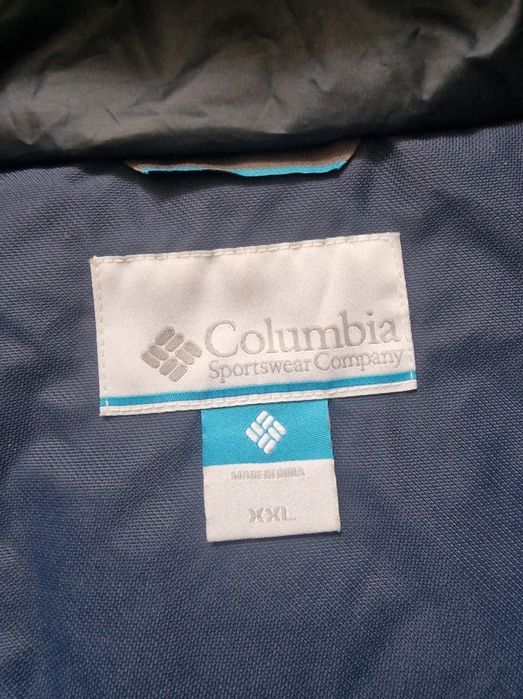 Columbia
Sportswear Company
MADE IN INDIA
XXL